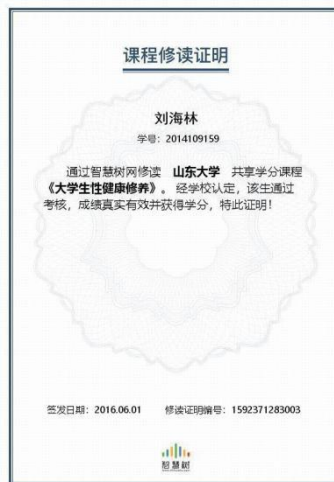 课程修读证明
刘海林
学号：2014109159
通过智慧树网修读 山东大学 共享学分课程
《大学生性健康修养》。经学校认定，该生通过
考核，成绩真实有效并获得学分，特此证明！
签发日期：2016.06.01 修读证明编号：1592371283003
智慧树